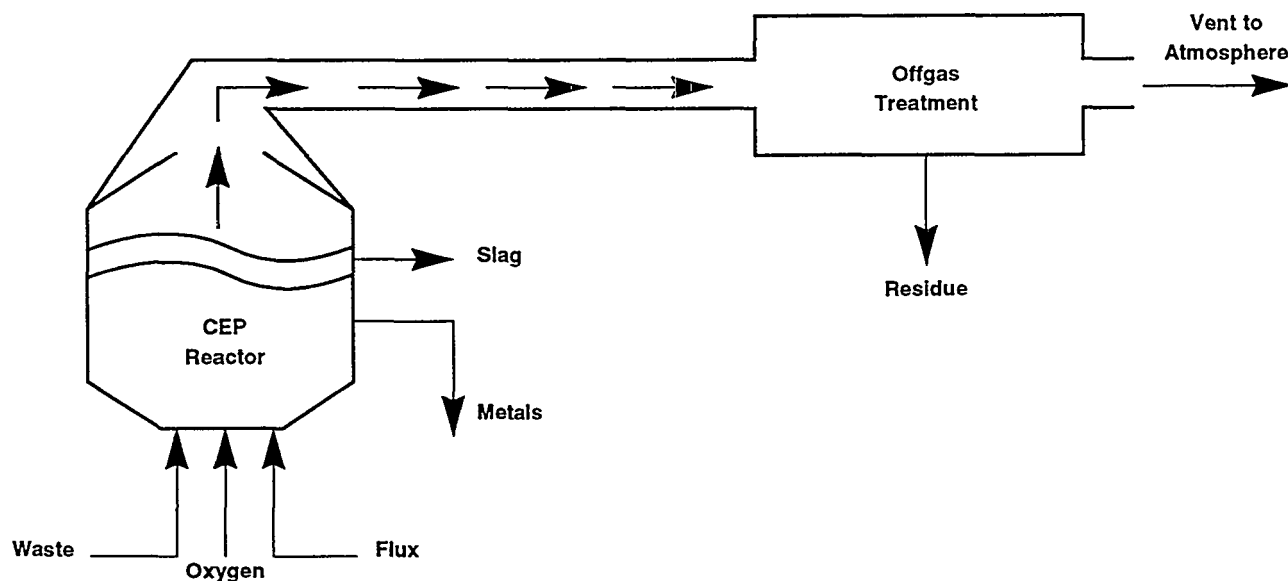 Vent to
Atmosphere
Offgas
Treatment
Slag
Residue
CEP
Reactor
Metals
Waste
Oxygen
Flux